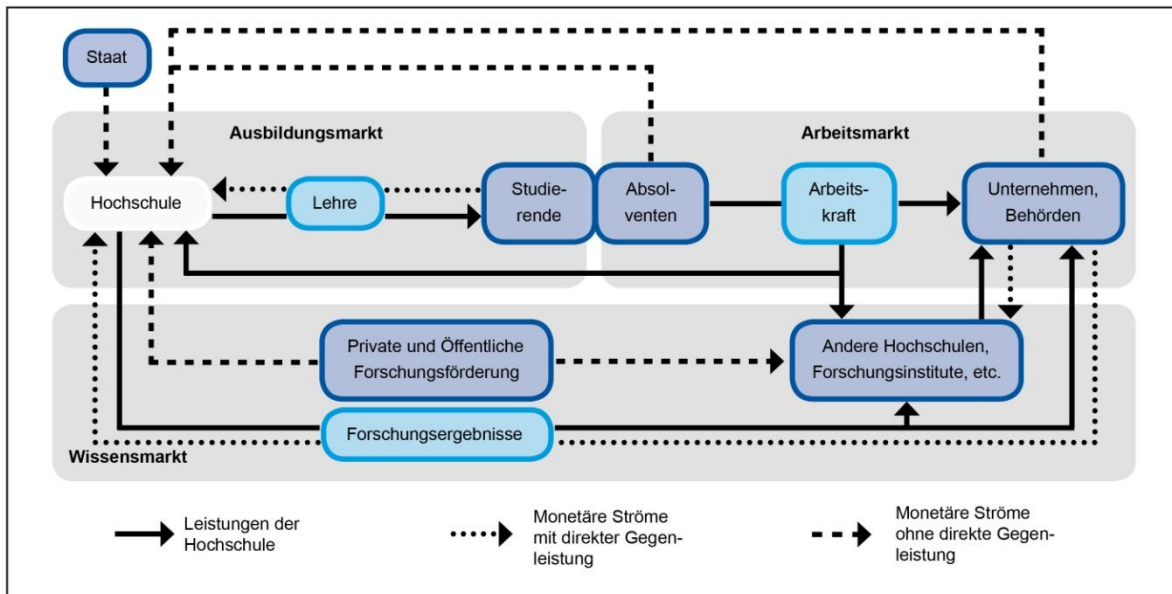 Staat
Ausbildungsmarkt
Arbeitsmarkt
Hochschule
Lehre
Studie-
rende
Absol-
venten
Arbeits-
kraft
Unternehmen,
Behörden
Private und Öffentliche
Forschungsförderung
Andere Hochschulen,
Forschungsinstitute, etc.
Forschungsergebnisse
Wissensmarkt
Leistungen der
Hochschule
Monetäre Ströme
mit direkter Gegen-
leistung
Monetäre Ströme
ohne direkte Gegen-
leistung